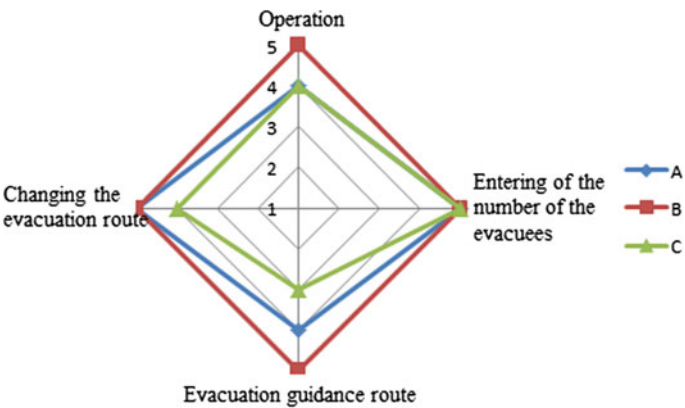 Operation
5
4
3
2
1
Changing the
evacuation route
Entering of the
number of the
evacuees
Evacuation guidance route
A
B
C